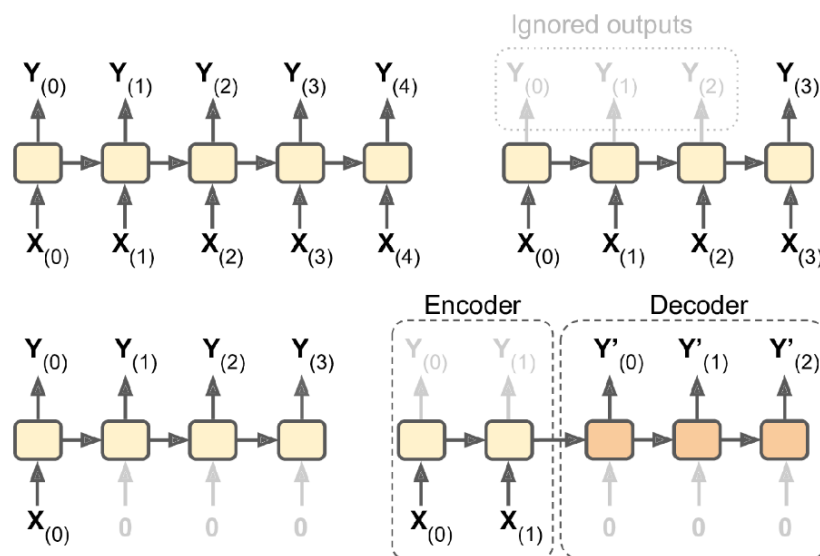 Ignored outputs
Y(0) Y(1) Y(2) Y(3) Y(4)
Y(0) Y(1) Y(2) Y(3)
X(0) X(1) X(2) X(3) X(4)
X(0) X(1) X(2) X(3)
Encoder
Decoder
Y(0) Y(1) Y(2) Y(3)
Y(0) Y(1)
Y'(0) Y'(1) Y'(2)
X(0) 0 0 0
X(0) X(1)
0 0 0